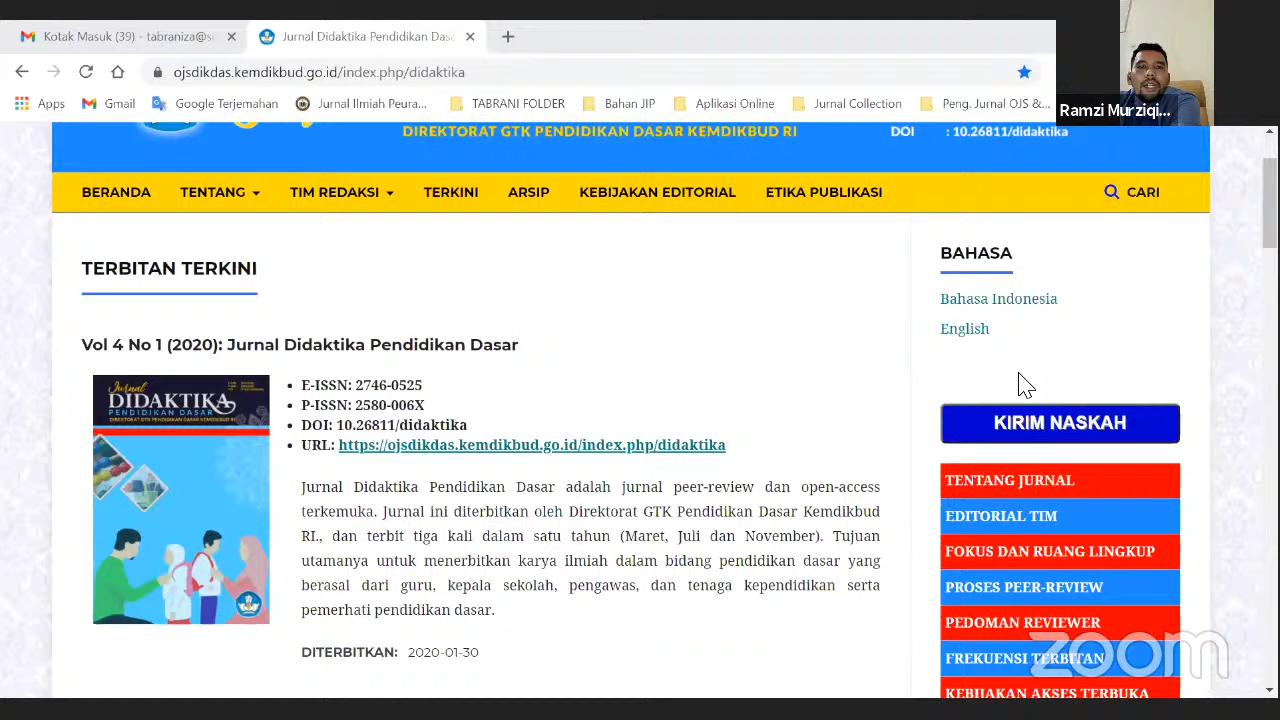 Kotak Masuk (39) - tabraniza@s
Jurnal Didaktika Pendidikan Das
ojsdikdas.kemdikbud.go.id/index.php/didaktika
Apps
Gmail
Google Terjemahan
Jurnal Ilmiah Peura...
TABRANI FOLDER
Bahan JIP
Aplikasi Online
Jurnal Collection
Peng. Jurnal OJS &...
Ramzi Murziqi...
DIREKTORAT GTK PENDIDIKAN DASAR KEMDIKBUD RI
DOI : 10.26811/didaktika
BERANDA
TENTANG
TIM REDAKSI
TERKINI
ARSIP
KEBIJAKAN EDITORIAL
ETIKA PUBLIKASI
CARI
TERBITAN TERKINI
Vol 4 No 1 (2020): Jurnal Didaktika Pendidikan Dasar
Jurnal
DIDAKTIKA
PENDIDIKAN DASAR
DIREKTORAT GTK PENDIDIKAN DASAR KEMDIKBUD RI
E-ISSN: 2746-0525
P-ISSN: 2580-006X
DOI: 10.26811/didaktika
URL: https://ojsdikdas.kemdikbud.go.id/index.php/didaktika
Jurnal Didaktika Pendidikan Dasar adalah jurnal peer-review dan open-access
terkemuka. Jurnal ini diterbitkan oleh Direktorat GTK Pendidikan Dasar Kemdikbud
RI., dan terbit tiga kali dalam satu tahun (Maret, Juli dan November). Tujuan
utamanya untuk menerbitkan karya ilmiah dalam bidang pendidikan dasar yang
berasal dari guru, kepala sekolah, pengawas, dan tenaga kependidikan serta
pemerhati pendidikan dasar.
DITERBITKAN: 2020-01-30
BAHASA
Bahasa Indonesia
English
KIRIM NASKAH
TENTANG JURNAL
EDITORIAL TIM
FOKUS DAN RUANG LINGKUP
PROSES PEER-REVIEW
PEDOMAN REVIEWER
FREKUENSI TERBITAN
KEBIJAKAN AKSES TERBUKA
zoom